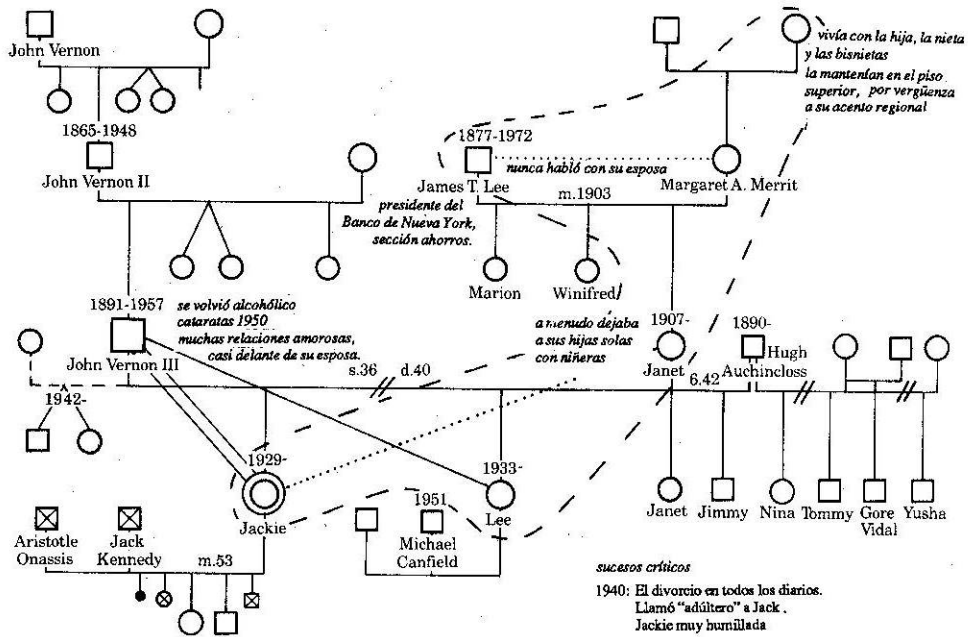 John Vernon
vivía con la hija, la nieta
y las bisnietas
la mantenían en el piso
superior, por vergüenza
a su acento regional
1865-1948
John Vernon II
1877-1972
James T. Lee
nunca habló con su esposa
Margaret A. Merrit
m.1903
presidente del
Banco de Nueva York,
sección ahorros.
Marion
Winifred
1891-1957
John Vernon III
se volvió alcohólico
cataratas 1950
muchas relaciones amorosas,
casi delante de su esposa.
a menudo dejaba
a sus hijas solas
con niñeras
1907-
Janet
1890-
Hugh
Auchincloss
s.36
d.40
6.42
1942-
1929-
Jackie
1933-
Lee
Janet
Jimmy
Nina
Tommy
Gore
Vidal
Yusha
Aristotle
Onassis
Jack
Kennedy
m.53
1951
Michael
Canfield
sucesos críticos
1940: El divorcio en todos los diarios.
Llamó "adúltero" a Jack.
Jackie muy humillada